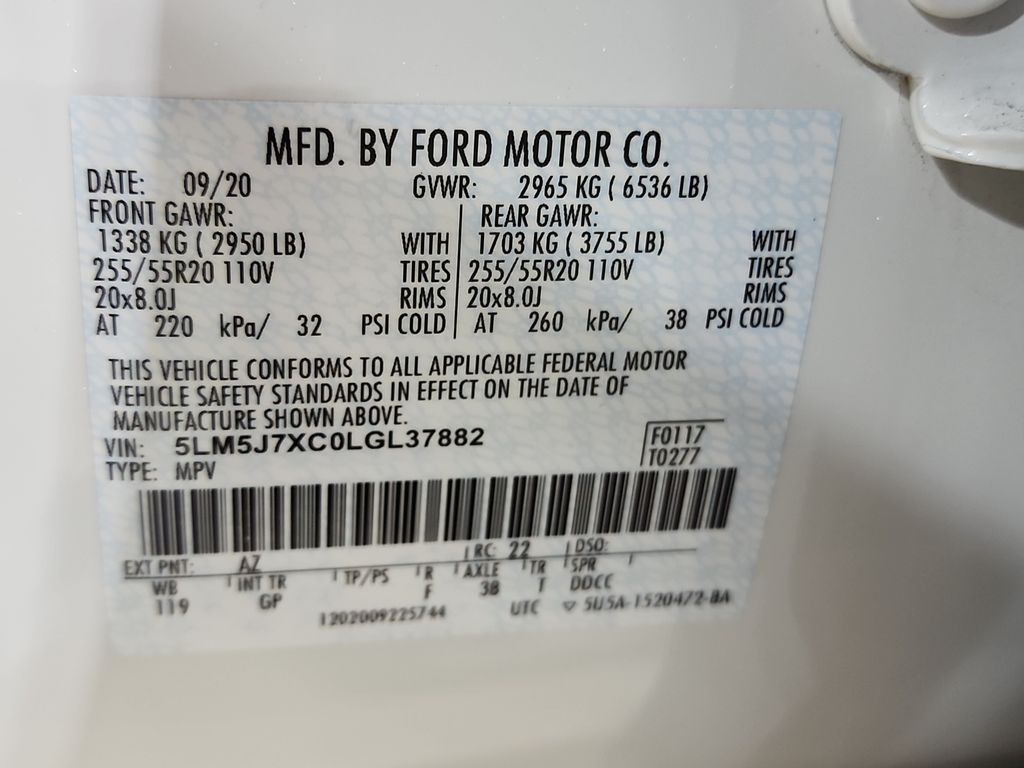 MFD. BY FORD MOTOR CO.
DATE: 09/20 GVWR: 2965 KG ( 6536 LB)
FRONT GAWR: REAR GAWR:
1338 KG ( 2950 LB) WITH 1703 KG ( 3755 LB) WITH
255/55R20 110V TIRES 255/55R20 110V TIRES
20x8.0J RIMS 20x8.0J RIMS
AT 220 kPa/ 32 PSI COLD AT 260 kPa/ 38 PSI COLD
THIS VEHICLE CONFORMS TO ALL APPLICABLE FEDERAL MOTOR
VEHICLE SAFETY STANDARDS IN EFFECT ON THE DATE OF
MANUFACTURE SHOWN ABOVE.
VIN: 5LM5J7XC0LGL37882 F0117
TYPE: MPV T0277
EXT PNT: AZ RC: 22 DSO:
WB INT TR TP/PS R AXLE TR SPR
119 GP F 38 T DDCC
1202009225744 UTC ▽ 5U5A-1520472-BA